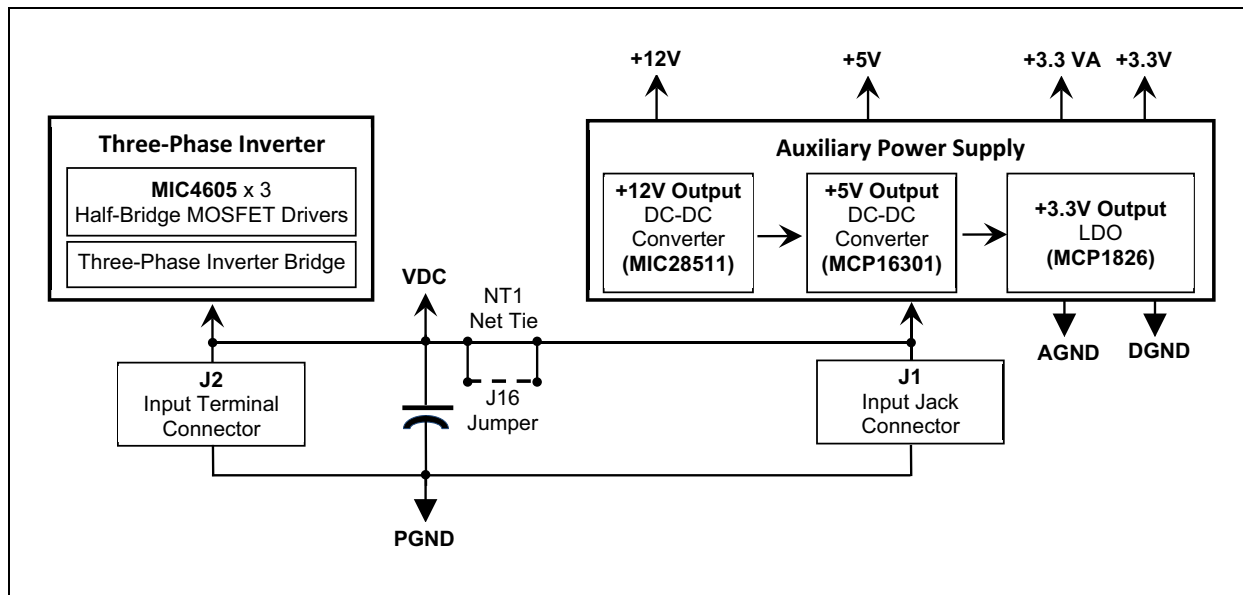 +12V
+5V
+3.3 VA
+3.3V
Three-Phase Inverter
MIC4605 x 3
Half-Bridge MOSFET Drivers
Three-Phase Inverter Bridge
Auxiliary Power Supply
+12V Output
DC-DC
Converter
(MIC28511)
+5V Output
DC-DC
Converter
(MCP16301)
+3.3V Output
LDO
(MCP1826)
VDC
NT1
Net Tie
AGND
DGND
J2
Input Terminal
Connector
J16
Jumper
J1
Input Jack
Connector
PGND